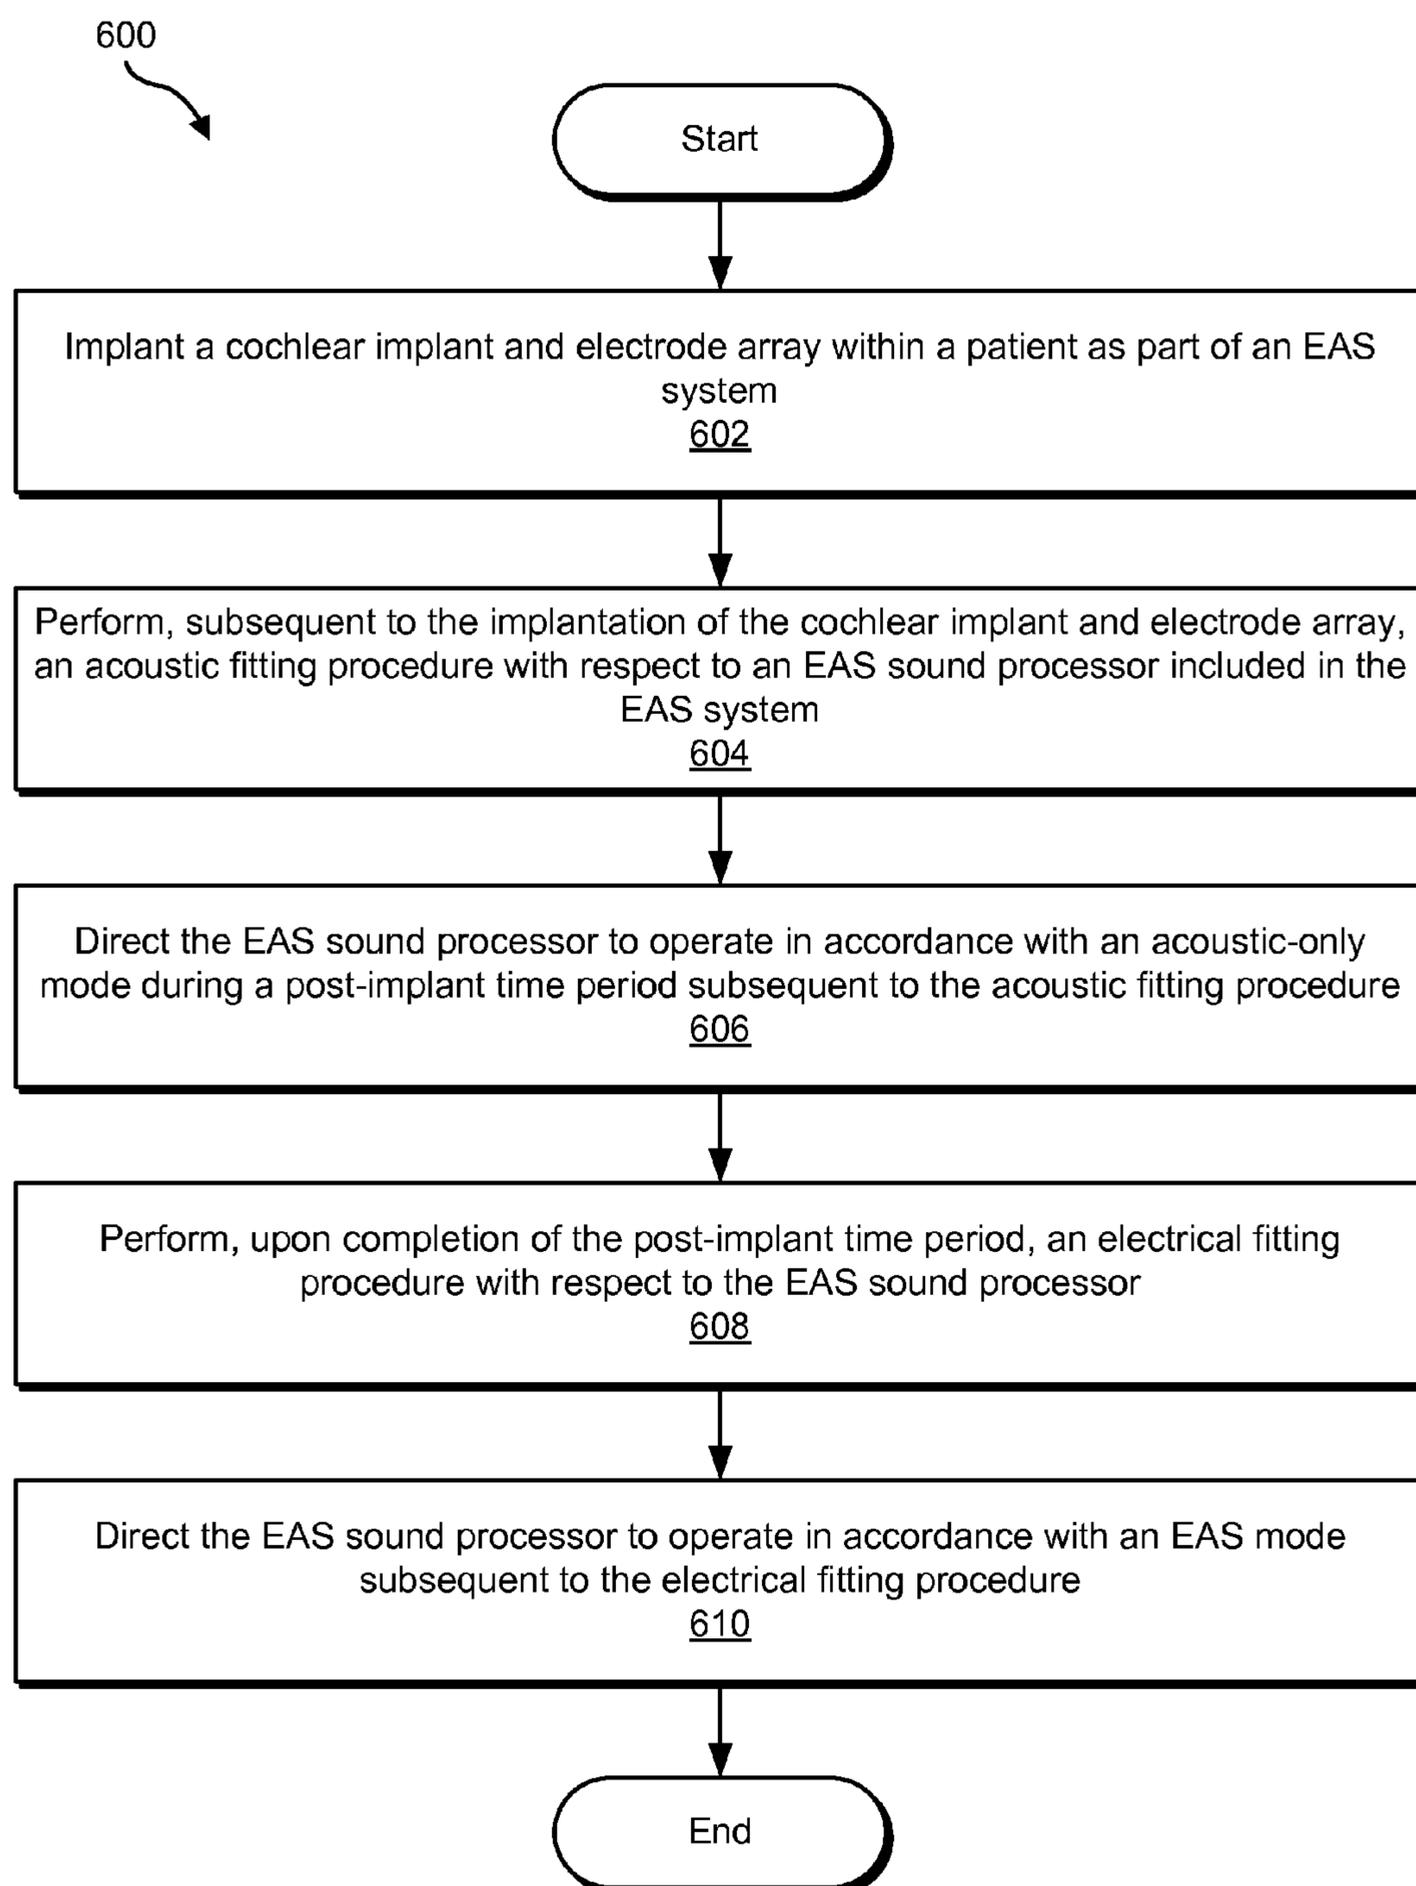 600
Start
Implant a cochlear implant and electrode array within a patient as part of an EAS
system
602
Perform, subsequent to the implantation of the cochlear implant and electrode array,
an acoustic fitting procedure with respect to an EAS sound processor included in the
EAS system
604
Direct the EAS sound processor to operate in accordance with an acoustic-only
mode during a post-implant time period subsequent to the acoustic fitting procedure
606
Perform, upon completion of the post-implant time period, an electrical fitting
procedure with respect to the EAS sound processor
608
Direct the EAS sound processor to operate in accordance with an EAS mode
subsequent to the electrical fitting procedure
610
End